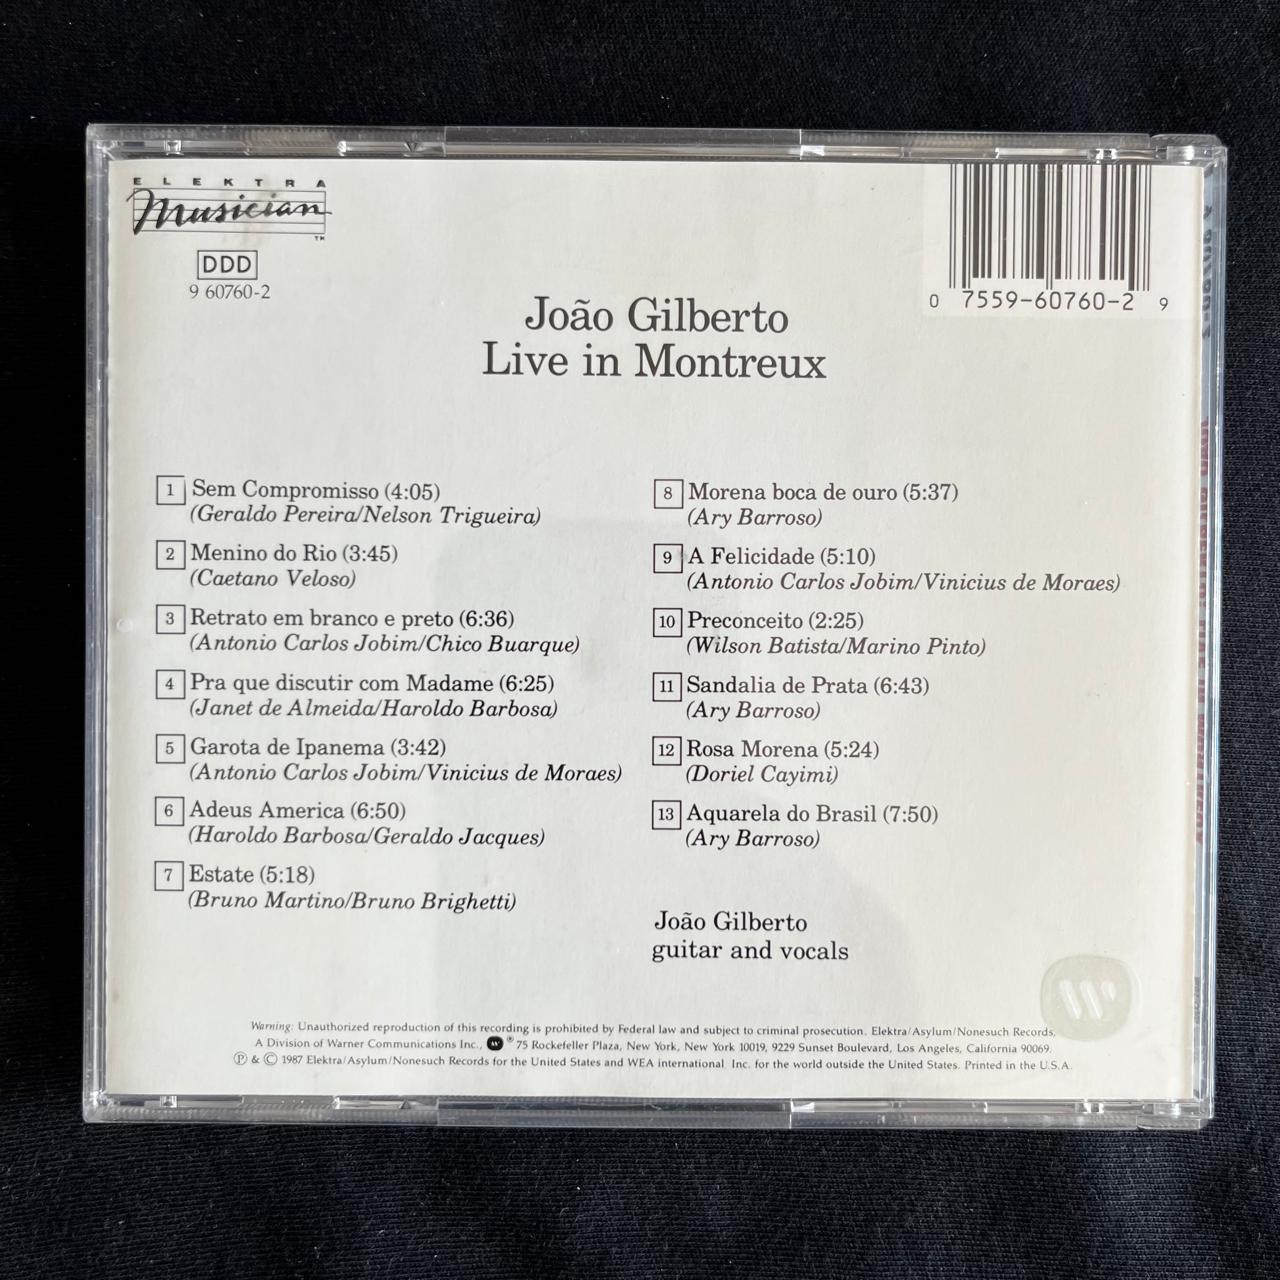 ELEKTRA
Musician
TM
DDD
9 60760-2
0 7559-60760-2 9
João Gilberto
Live in Montreux
1 Sem Compromisso (4:05)
(Geraldo Pereira/Nelson Trigueira)
2 Menino do Rio (3:45)
(Caetano Veloso)
3 Retrato em branco e preto (6:36)
(Antonio Carlos Jobim/Chico Buarque)
4 Pra que discutir com Madame (6:25)
(Janet de Almeida/Haroldo Barbosa)
5 Garota de Ipanema (3:42)
(Antonio Carlos Jobim/Vinicius de Moraes)
6 Adeus America (6:50)
(Haroldo Barbosa/Geraldo Jacques)
7 Estate (5:18)
(Bruno Martino/Bruno Brighetti)
8 Morena boca de ouro (5:37)
(Ary Barroso)
9 A Felicidade (5:10)
(Antonio Carlos Jobim/Vinicius de Moraes)
10 Preconceito (2:25)
(Wilson Batista/Marino Pinto)
11 Sandalia de Prata (6:43)
(Ary Barroso)
12 Rosa Morena (5:24)
(Doriel Cayimi)
13 Aquarela do Brasil (7:50)
(Ary Barroso)
João Gilberto
guitar and vocals
Warning: Unauthorized reproduction of this recording is prohibited by Federal law and subject to criminal prosecution. Elektra/Asylum/Nonesuch Records,
A Division of Warner Communications Inc., ® 75 Rockefeller Plaza, New York, New York 10019, 9229 Sunset Boulevard, Los Angeles, California 90069.
℗ & © 1987 Elektra/Asylum/Nonesuch Records for the United States and WEA international Inc. for the world outside the United States. Printed in the U.S.A.